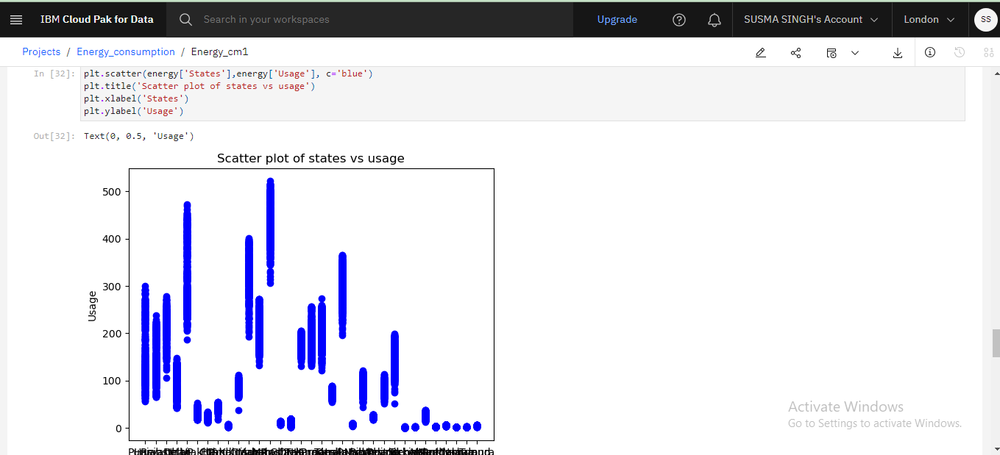 IBM Cloud Pak for Data
Search in your workspaces
Upgrade
SUSMA SINGH's Account
London
SS
Projects / Energy_consumption / Energy_cm1
In [32]: plt.scatter(energy['States'],energy['Usage'], c='blue')
plt.title('Scatter plot of states vs usage')
plt.xlabel('States')
plt.ylabel('Usage')
Out[32]: Text(0, 0.5, 'Usage')
Scatter plot of states vs usage
500
400
300
200
100
0
Usage
Activate Windows
Go to Settings to activate Windows.